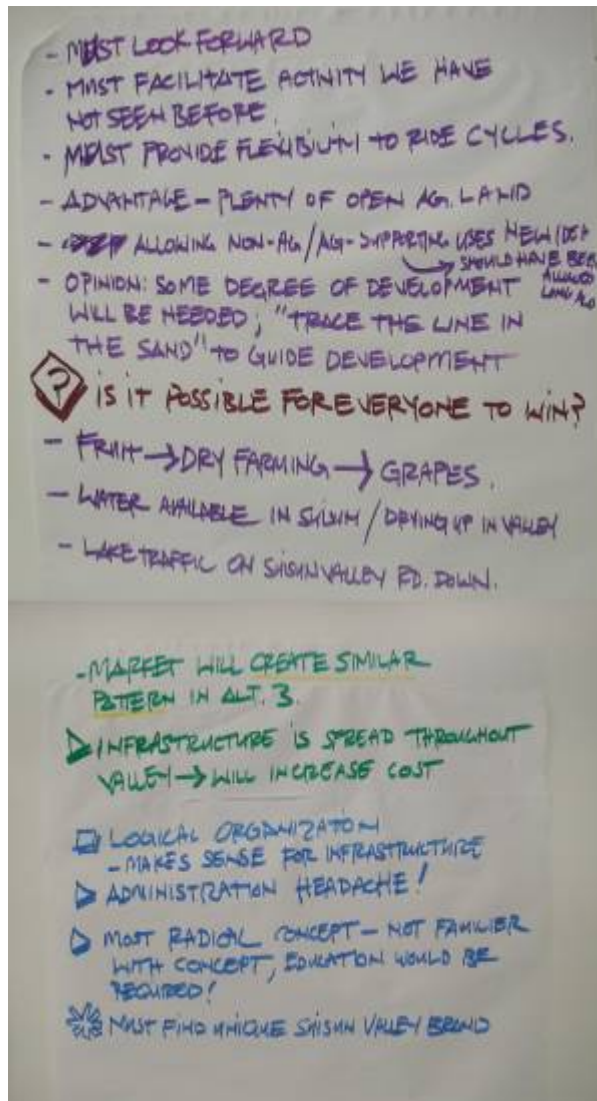 - MUST LOOK FORWARD
- MUST FACILITATE ACTIVITY WE HAVE
NOT SEEN BEFORE.
- MUST PROVIDE FLEXIBILITY TO RIDE CYCLES.
- ADVANTAGE - PLENTY OF OPEN AG. LAND
- ALLOWING NON-AG/AG-SUPPORTING USES NEW IDEA
SHOULD HAVE BEEN
ALLOWED
LONG AGO
- OPINION: SOME DEGREE OF DEVELOPMENT
WILL BE NEEDED; "TRACE THE LINE IN
THE SAND" TO GUIDE DEVELOPMENT
? IS IT POSSIBLE FOR EVERYONE TO WIN?
- FRUIT → DRY FARMING → GRAPES.
- WATER AVAILABLE IN SUISUN / DRYING UP IN VALLEY
- LAKE TRAFFIC ON SUISUN VALLEY RD. DOWN.
- MARKET WILL CREATE SIMILAR
PATTERN IN ALT. 3.
INFRASTRUCTURE IS SPREAD THROUGHOUT
VALLEY → WILL INCREASE COST
LOGICAL ORGANIZATON
- MAKES SENSE FOR INFRASTRUCTURE
ADMINISTRATION HEADACHE!
MOST RADICAL CONCEPT - NOT FAMILIER
WITH CONCEPT, EDUCATION WOULD BE
REQUIRED!
MUST FIND UNIQUE SUISUN VALLEY BRAND